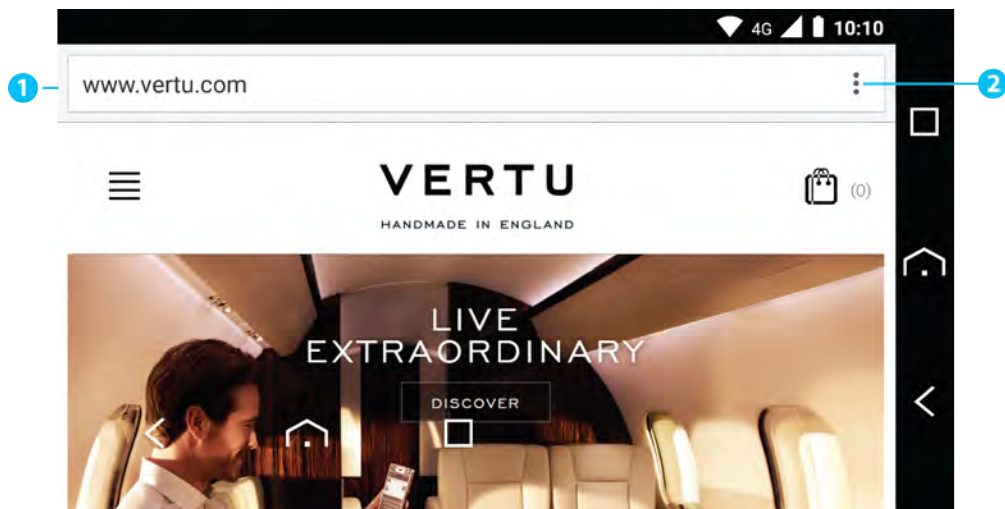 4G 10:10
1 www.vertu.com 2
VERTU
(0)
HANDMADE IN ENGLAND
LIVE
EXTRAORDINARY
DISCOVER